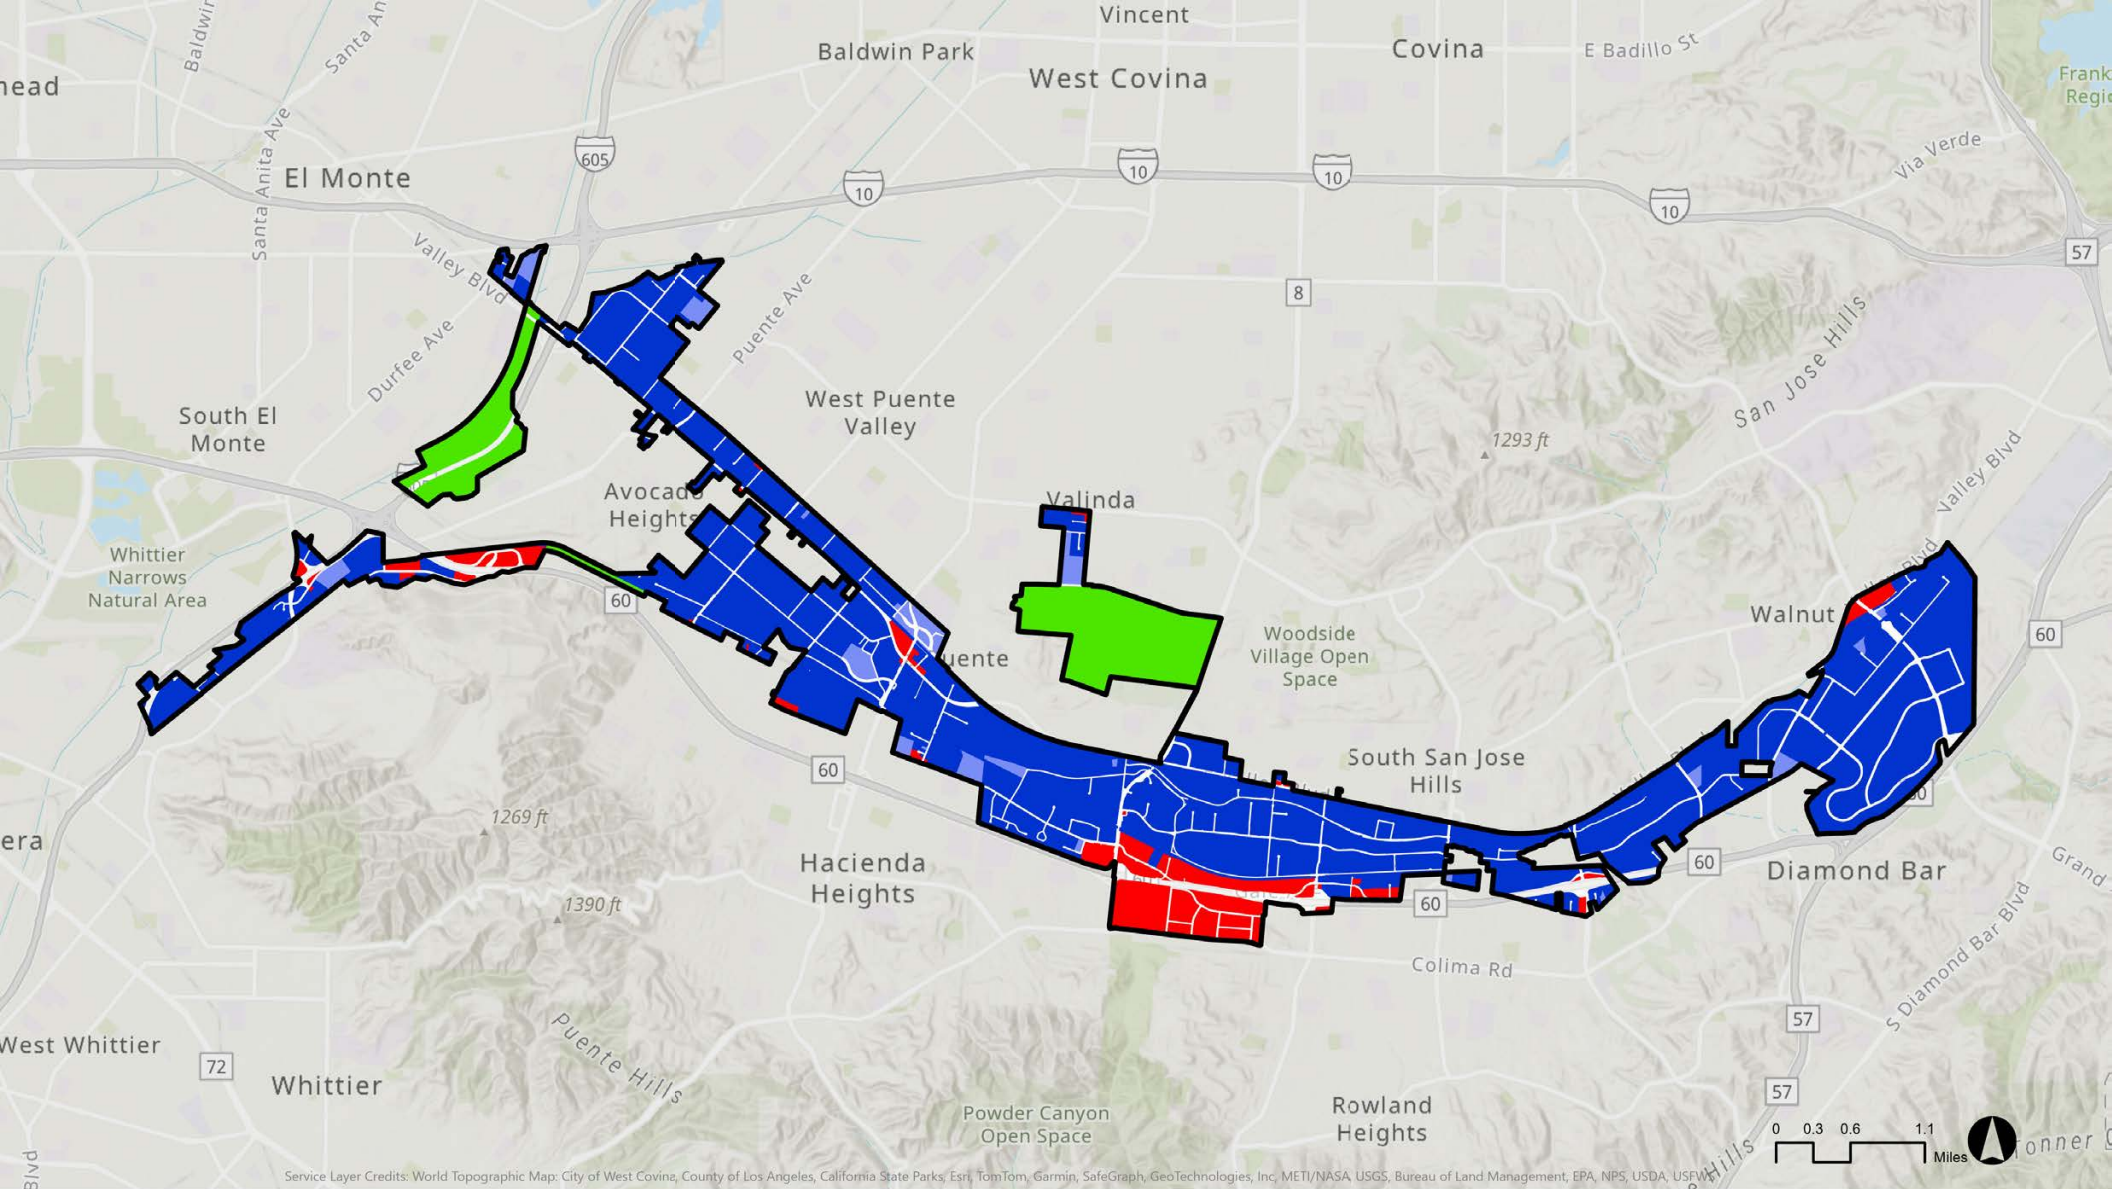 Vincent
Baldwin Park
Covina
E Badillo St
West Covina
Santa Anita Ave
El Monte
605
10
10
10
10
Via Verde
57
Valley Blvd
Durfee Ave
Puente Ave
8
San Jose Hills
South El
Monte
West Puente
Valley
1293 ft
Valley Blvd
Avocado
Heights
Valinda
Whittier
Narrows
Natural Area
60
Woodside
Village Open
Space
Walnut
60
60
South San Jose
Hills
1269 ft
Hacienda
Heights
60
60
Diamond Bar
Grand
1390 ft
Colima Rd
S Diamond Bar Blvd
57
West Whittier
72
Whittier
Puente Hills
Powder Canyon
Open Space
Rowland
Heights
57
0 0.3 0.6 1.1
Miles
Hills
Service Layer Credits: World Topographic Map: City of West Covina, County of Los Angeles, California State Parks, Esri, TomTom, Garmin, SafeGraph, GeoTechnologies, Inc, METI/NASA, USGS, Bureau of Land Management, EPA, NPS, USDA, USFWS